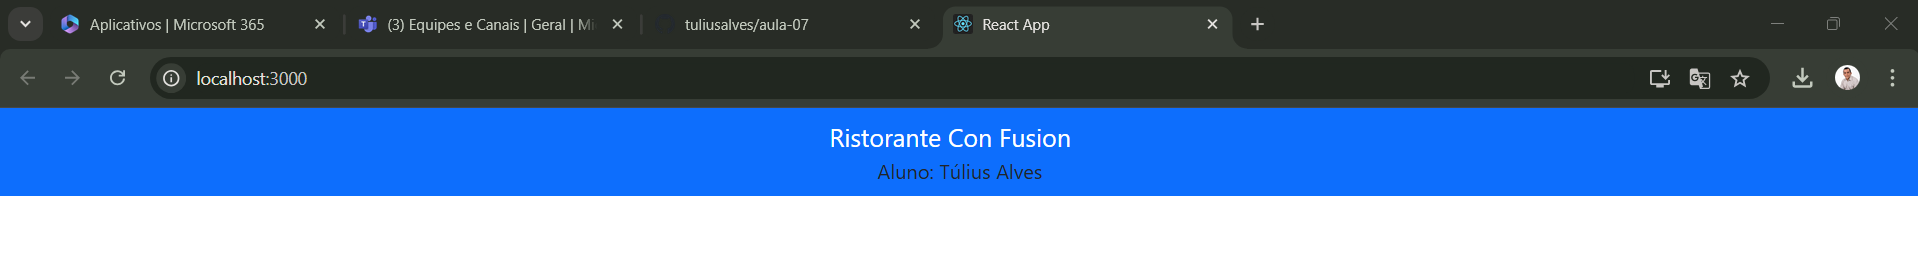 Aplicativos | Microsoft 365
(3) Equipes e Canais | Geral | Mi
tuliusalves/aula-07
React App
localhost:3000
Ristorante Con Fusion
Aluno: Túlius Alves